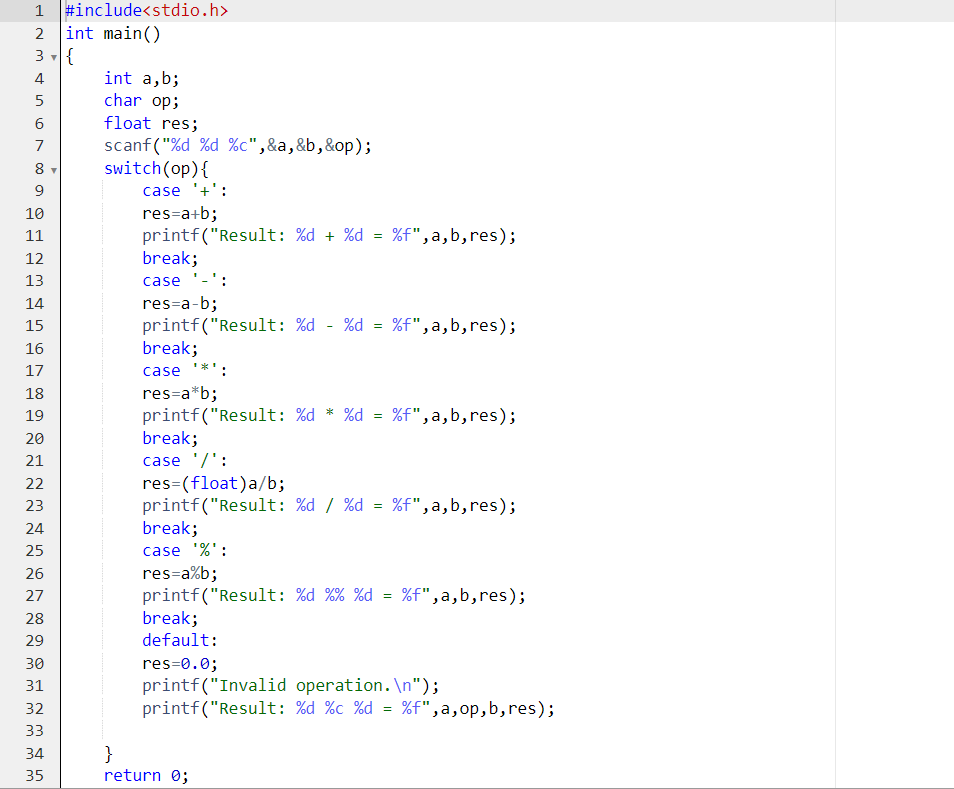 1 #include<stdio.h>
2 int main()
3 {
4     int a,b;
5     char op;
6     float res;
7     scanf("%d %d %c",&a,&b,&op);
8     switch(op){
9         case '+':
10         res=a+b;
11         printf("Result: %d + %d = %f",a,b,res);
12         break;
13         case '-':
14         res=a-b;
15         printf("Result: %d - %d = %f",a,b,res);
16         break;
17         case '*':
18         res=a*b;
19         printf("Result: %d * %d = %f",a,b,res);
20         break;
21         case '/':
22         res=(float)a/b;
23         printf("Result: %d / %d = %f",a,b,res);
24         break;
25         case '%':
26         res=a%b;
27         printf("Result: %d %% %d = %f",a,b,res);
28         break;
29         default:
30         res=0.0;
31         printf("Invalid operation.\n");
32         printf("Result: %d %c %d = %f",a,op,b,res);
33
34     }
35     return 0;